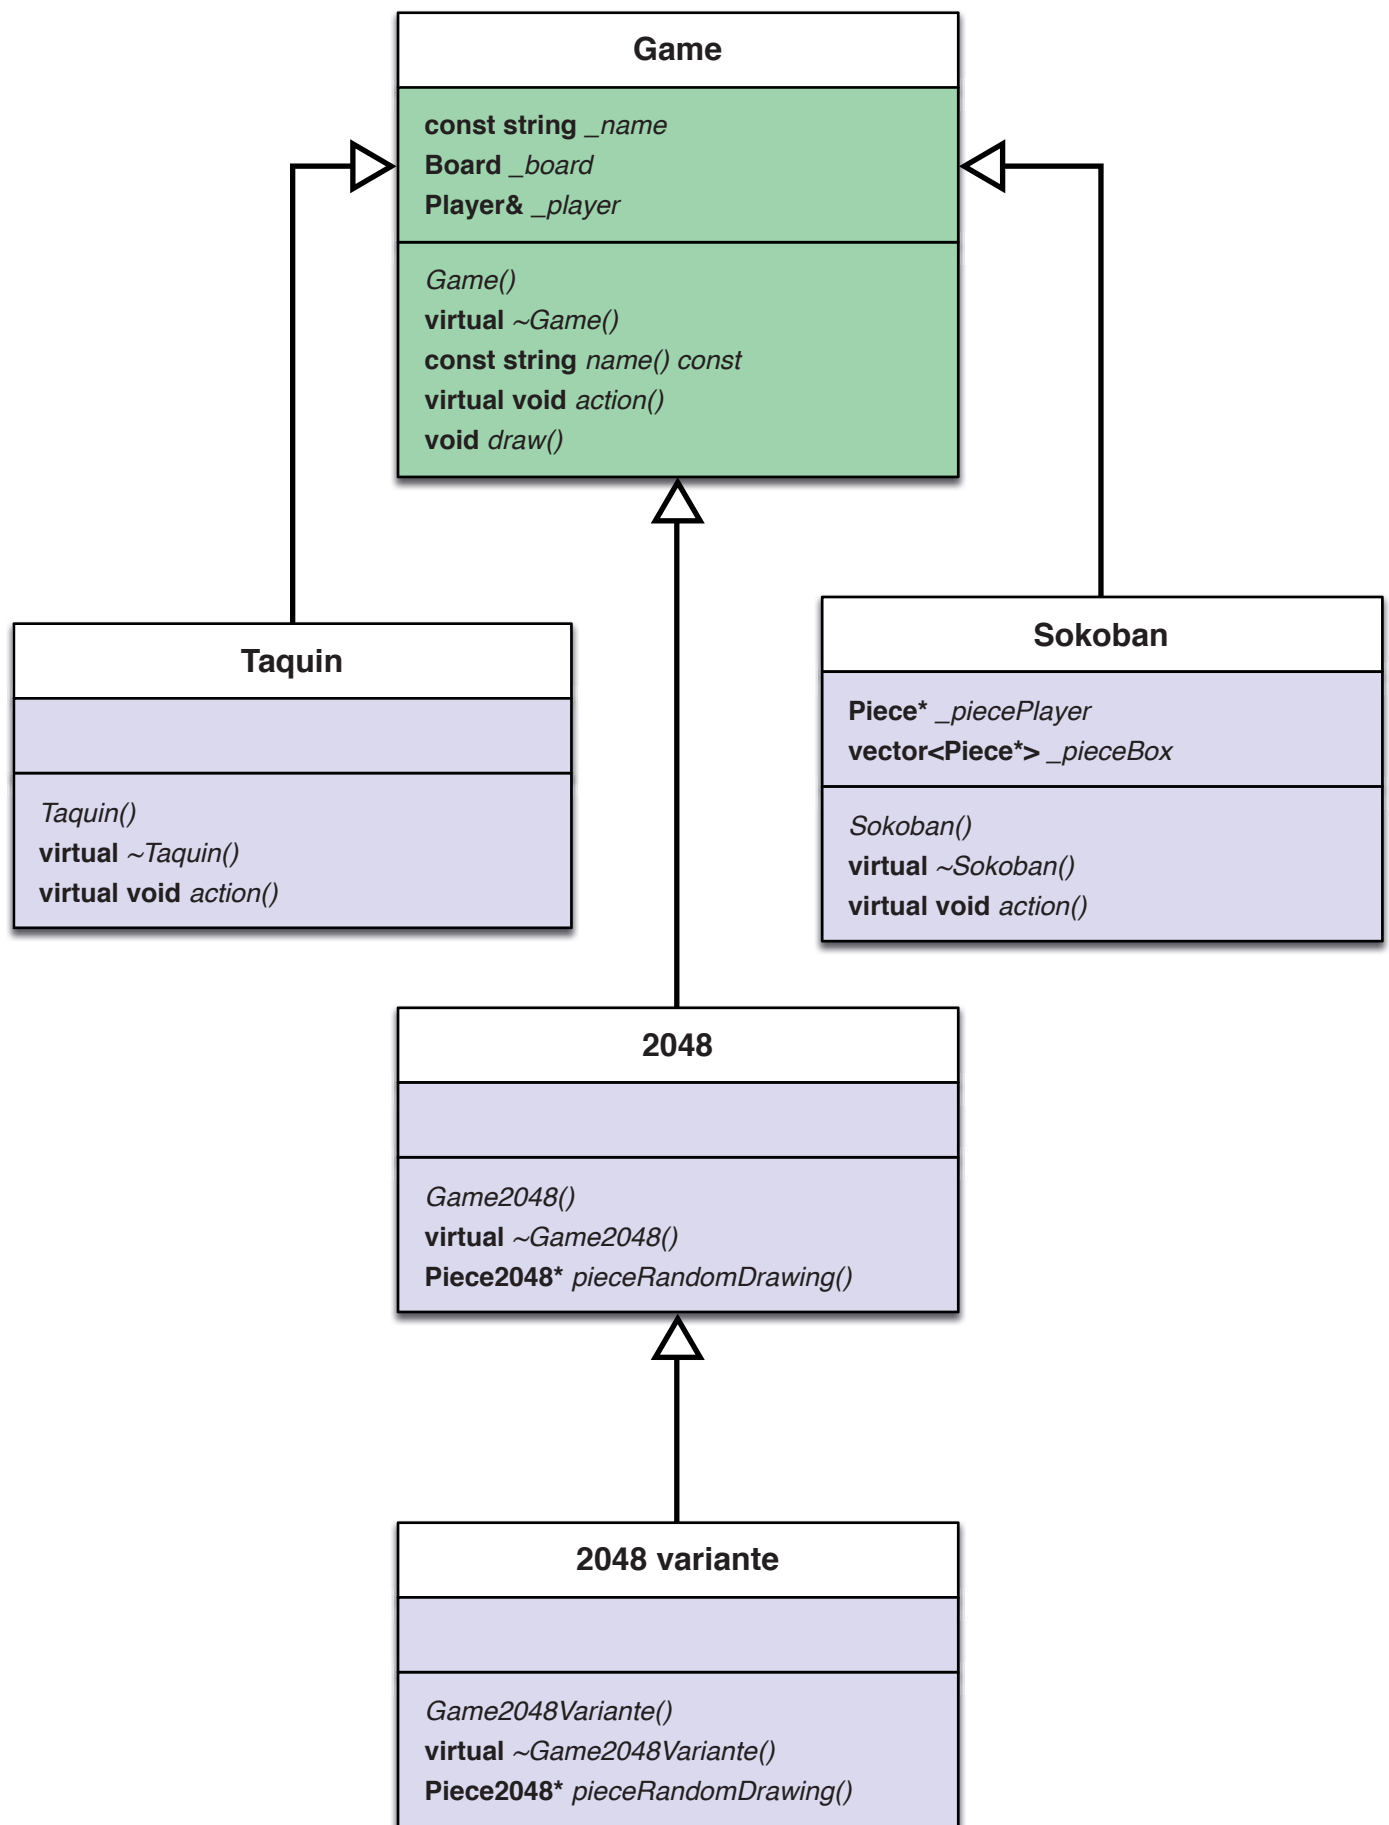 Game
const string _name
Board _board
Player& _player
Game()
virtual ~Game()
const string name() const
virtual void action()
void draw()
Taquin
Taquin()
virtual ~Taquin()
virtual void action()
Sokoban
Piece* _piecePlayer
vector<Piece*> _pieceBox
Sokoban()
virtual ~Sokoban()
virtual void action()
2048
Game2048()
virtual ~Game2048()
Piece2048* pieceRandomDrawing()
2048 variante
Game2048Variante()
virtual ~Game2048Variante()
Piece2048* pieceRandomDrawing()